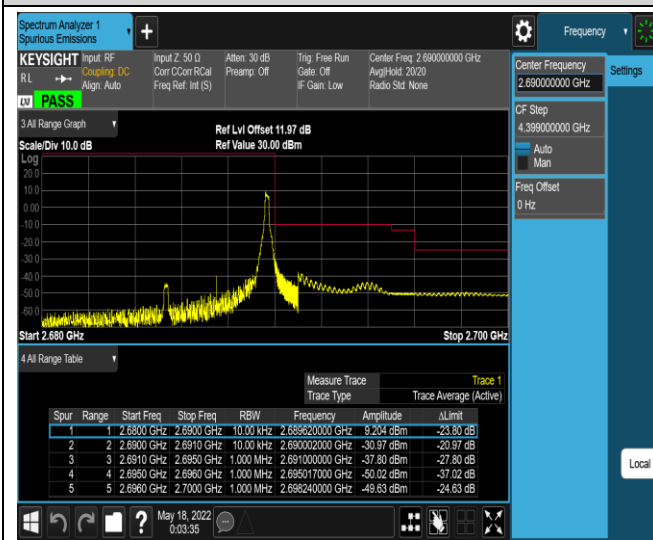 Spectrum Analyzer 1
Spurious Emissions
Frequency
KEYSIGHT Input: RF
RL
Coupling: DC
Align: Auto
Input Z: 50 Ω
Corr CCorr RCal
Freq Ref: Int (S)
Atten: 30 dB
Preamp: Off
Trig: Free Run
Gate: Off
IF Gain: Low
Center Freq: 2.690000000 GHz
Avg|Hold: 20/20
Radio Std: None
LXI PASS
3 All Range Graph
Ref Lvl Offset 11.97 dB
Scale/Div 10.0 dB
Ref Value 30.00 dBm
Log
20.0
10.0
0.00
-10.0
-20.0
-30.0
-40.0
-50.0
-60.0
Start 2.680 GHz
Stop 2.700 GHz
4 All Range Table
Measure Trace Trace 1
Trace Type Trace Average (Active)
Spur Range Start Freq Stop Freq RBW Frequency Amplitude ΔLimit
1 1 2.6800 GHz 2.6900 GHz 10.00 kHz 2.689620000 GHz 9.204 dBm -23.80 dB
2 2 2.6900 GHz 2.6910 GHz 10.00 kHz 2.690002000 GHz -30.97 dBm -20.97 dB
3 3 2.6910 GHz 2.6950 GHz 1.000 MHz 2.691000000 GHz -37.80 dBm -27.80 dB
4 4 2.6950 GHz 2.6960 GHz 1.000 MHz 2.695017000 GHz -50.02 dBm -37.02 dB
5 5 2.6960 GHz 2.7000 GHz 1.000 MHz 2.698240000 GHz -49.63 dBm -24.63 dB
May 18, 2022
0:03:35
Center Frequency
2.690000000 GHz
Settings
CF Step
4.399000000 GHz
Auto
Man
Freq Offset
0 Hz
Local